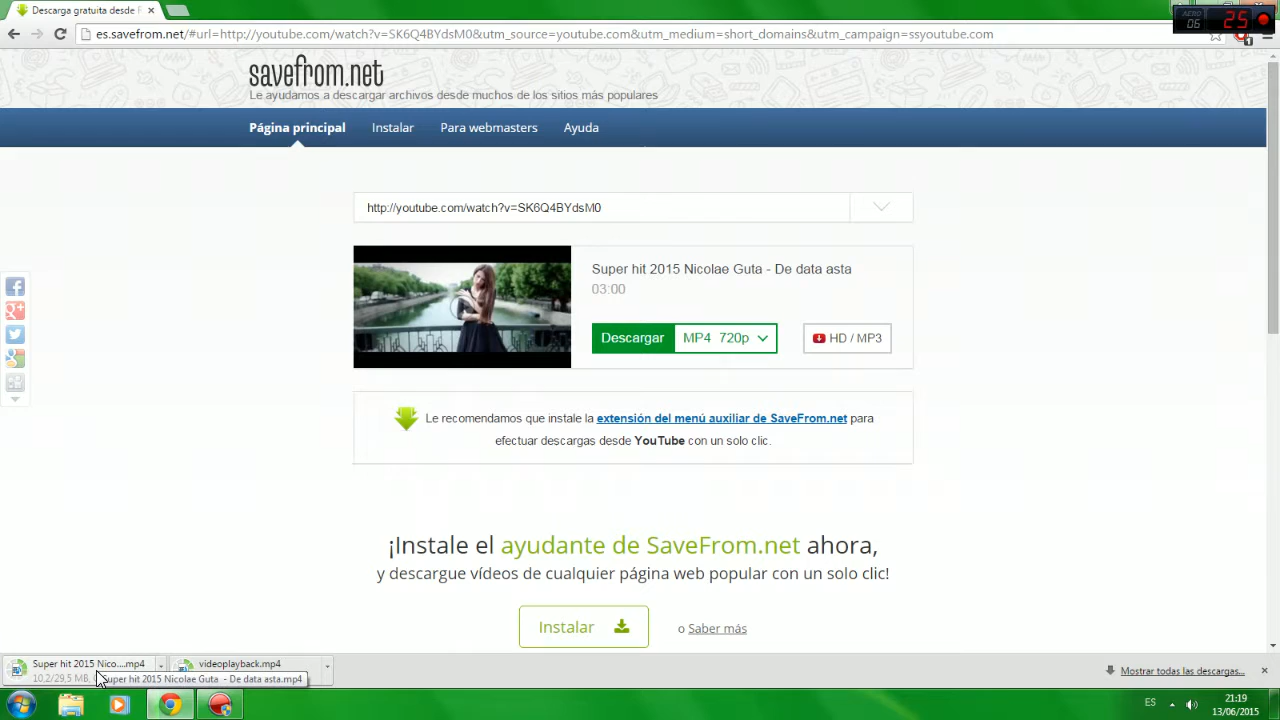 Descarga gratuita desde
AERO
06
25
es.savefrom.net/#url=http://youtube.com/watch?v=SK6Q4BYdsM0&utm_source=youtube.com&utm_medium=short_domain&utm_campaign=ssyoutube.com
1
savefrom.net
Le ayudamos a descargar archivos desde muchos de los sitios más populares
Página principal Instalar Para webmasters Ayuda
http://youtube.com/watch?v=SK6Q4BYdsM0
Super hit 2015 Nicolae Guta - De data asta
03:00
Descargar MP4 720p HD / MP3
Le recomendamos que instale la extensión del menú auxiliar de SaveFrom.net para
efectuar descargas desde YouTube con un solo clic.
¡Instale el ayudante de SaveFrom.net ahora,
y descargue vídeos de cualquier página web popular con un solo clic!
Instalar o Saber más
Super hit 2015 Nico....mp4 videoplayback.mp4
10,2/29,5 MB, Super hit 2015 Nicolae Guta - De data asta.mp4
Mostrar todas las descargas...
ES 21:19
13/06/2015